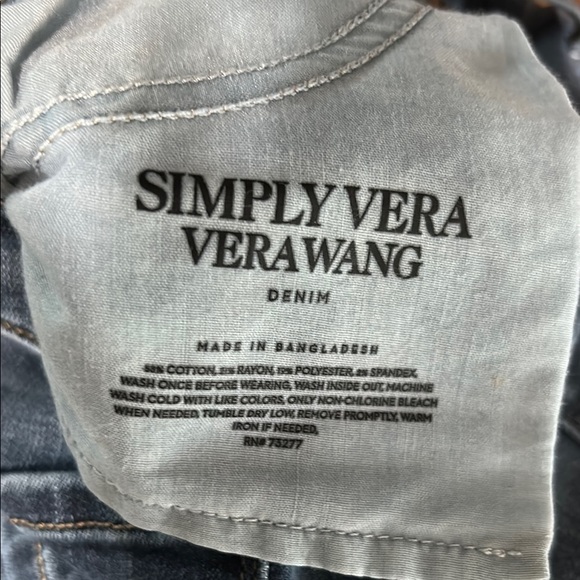 SIMPLY VERA
VERA WANG
DENIM
MADE IN BANGLADESH
COTTON, RAYON, POLYESTER, SPANDEX,
WASH ONCE BEFORE WEARING, WASH INSIDE OUT, MACHINE
WASH COLD WITH LIKE COLORS, ONLY NON-CHLORINE BLEACH
WHEN NEEDED, TUMBLE DRY LOW, REMOVE PROMPTLY, WARM
IRON IF NEEDED,
RN# 73277